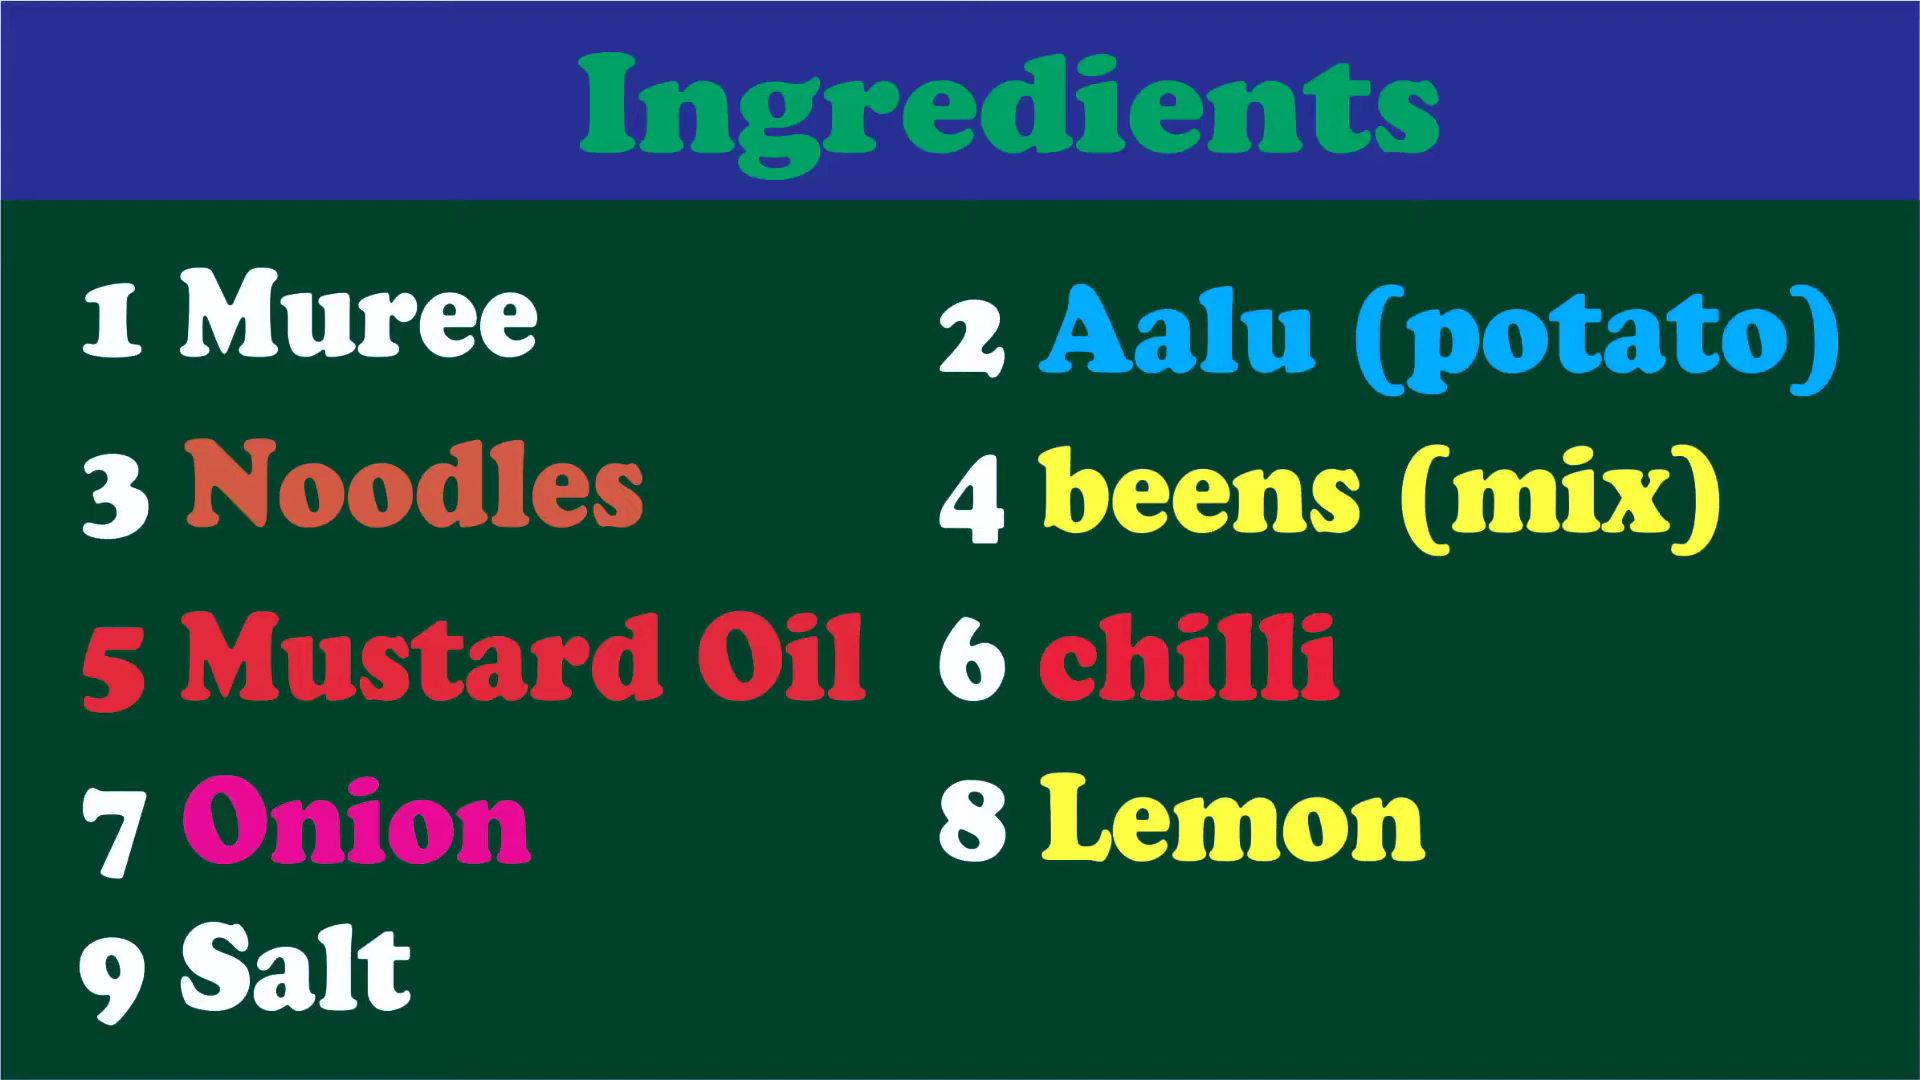 Ingredients
1 Muree
2 Aalu (potato)
3 Noodles
4 beens (mix)
5 Mustard Oil
6 chilli
7 Onion
8 Lemon
9 Salt